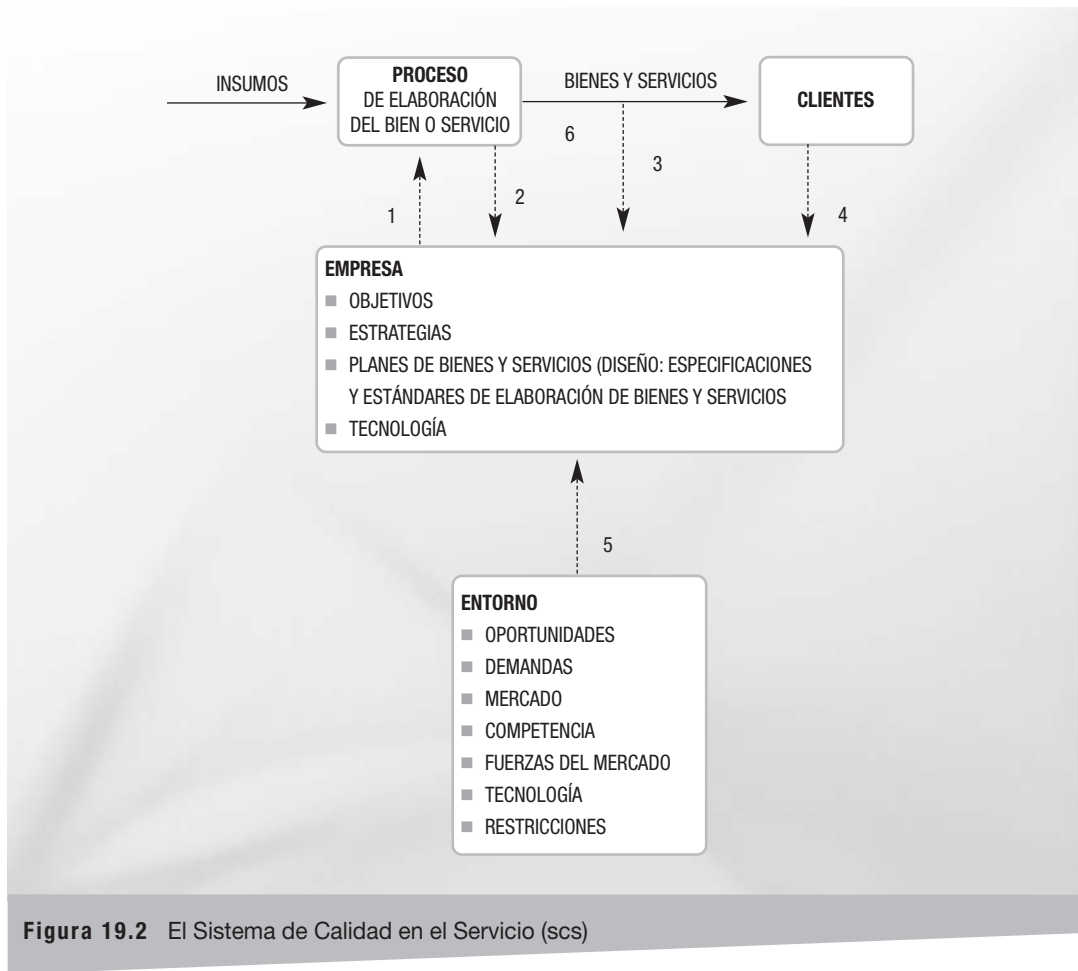 INSUMOS
PROCESO
DE ELABORACIÓN
DEL BIEN O SERVICIO
BIENES Y SERVICIOS
CLIENTES
6
3
2
1
4
EMPRESA
■ OBJETIVOS
■ ESTRATEGIAS
■ PLANES DE BIENES Y SERVICIOS (DISEÑO: ESPECIFICACIONES
Y ESTÁNDARES DE ELABORACIÓN DE BIENES Y SERVICIOS
■ TECNOLOGÍA
5
ENTORNO
■ OPORTUNIDADES
■ DEMANDAS
■ MERCADO
■ COMPETENCIA
■ FUERZAS DEL MERCADO
■ TECNOLOGÍA
■ RESTRICCIONES
Figura 19.2 El Sistema de Calidad en el Servicio (scs)